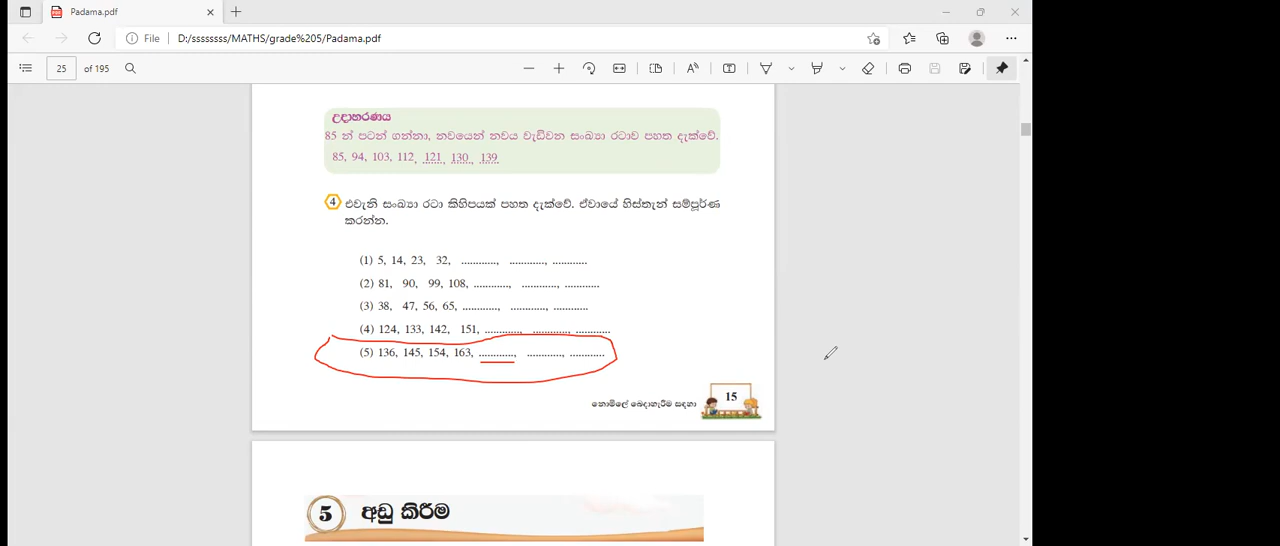 Padama.pdf
File D:/ssssssss/MATHS/grade%205/Padama.pdf
25 of 195
උදාහරණය
85 න් පටන් ගන්නා, නවයෙන් නවය වැඩිවන සංඛ්‍යා රටාව පහත දැක්වේ.
85, 94, 103, 112, 121, 130, 139
4 එවැනි සංඛ්‍යා රටා කිහිපයක් පහත දැක්වේ. ඒවායේ හිස්තැන් සම්පූර්ණ
කරන්න.
(1) 5, 14, 23, 32, ............, ............, ............
(2) 81, 90, 99, 108, ............, ............, ............
(3) 38, 47, 56, 65, ............, ............, ............
(4) 124, 133, 142, 151, ............, ............, ............
(5) 136, 145, 154, 163, ............, ............, ............
නොමිලේ බෙදාහැරීම සඳහා 15
5 අඩු කිරීම